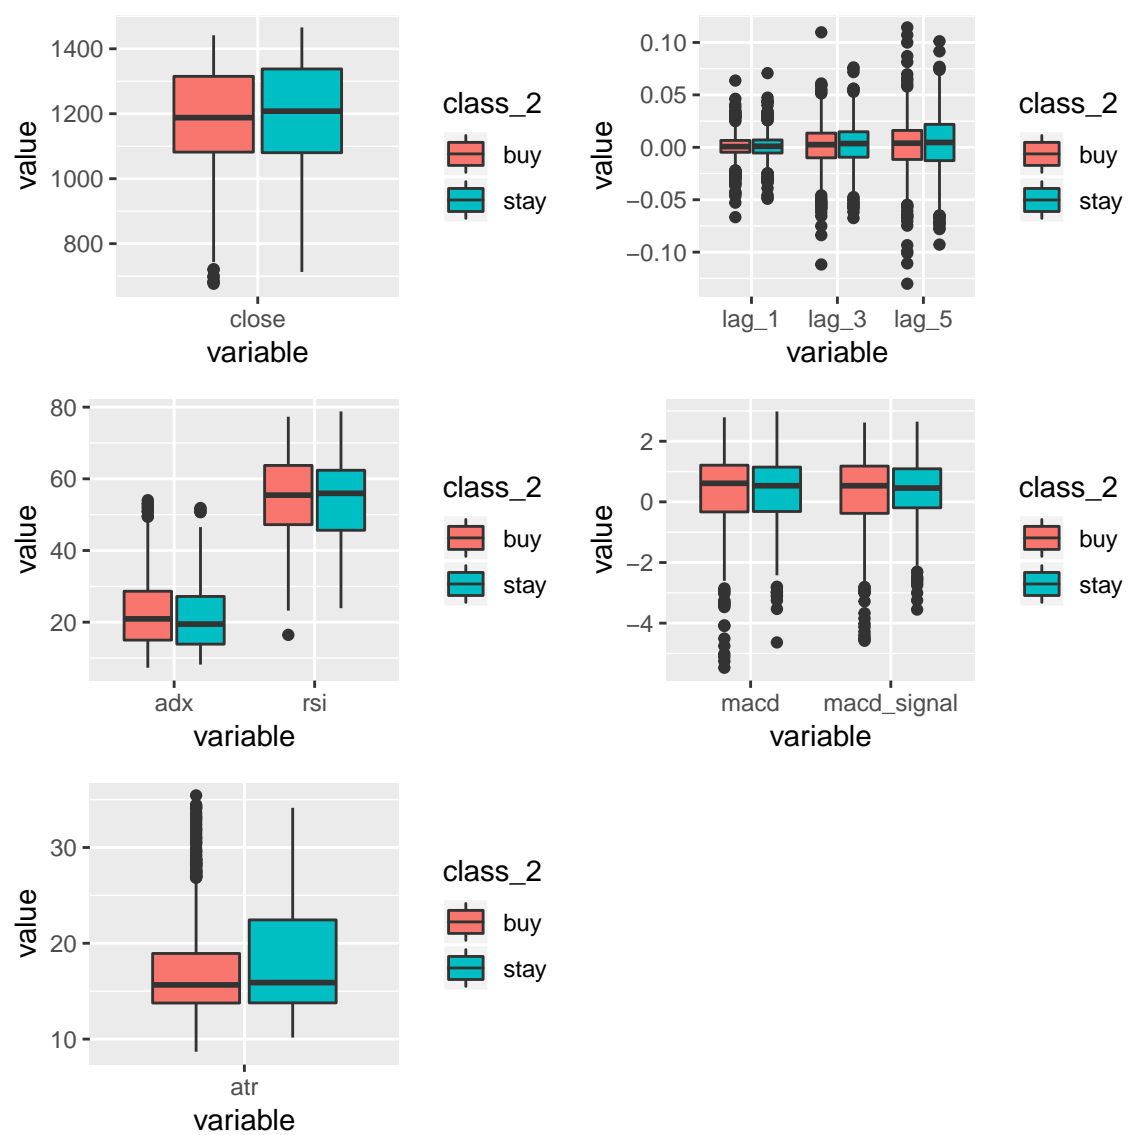 value
1400
1200
1000
800
close
variable
class_2
buy
stay
value
0.10
0.05
0.00
−0.05
−0.10
lag_1 lag_3 lag_5
variable
class_2
buy
stay
value
80
60
40
20
adx rsi
variable
class_2
buy
stay
value
2
0
−2
−4
macd macd_signal
variable
class_2
buy
stay
value
30
20
10
atr
variable
class_2
buy
stay